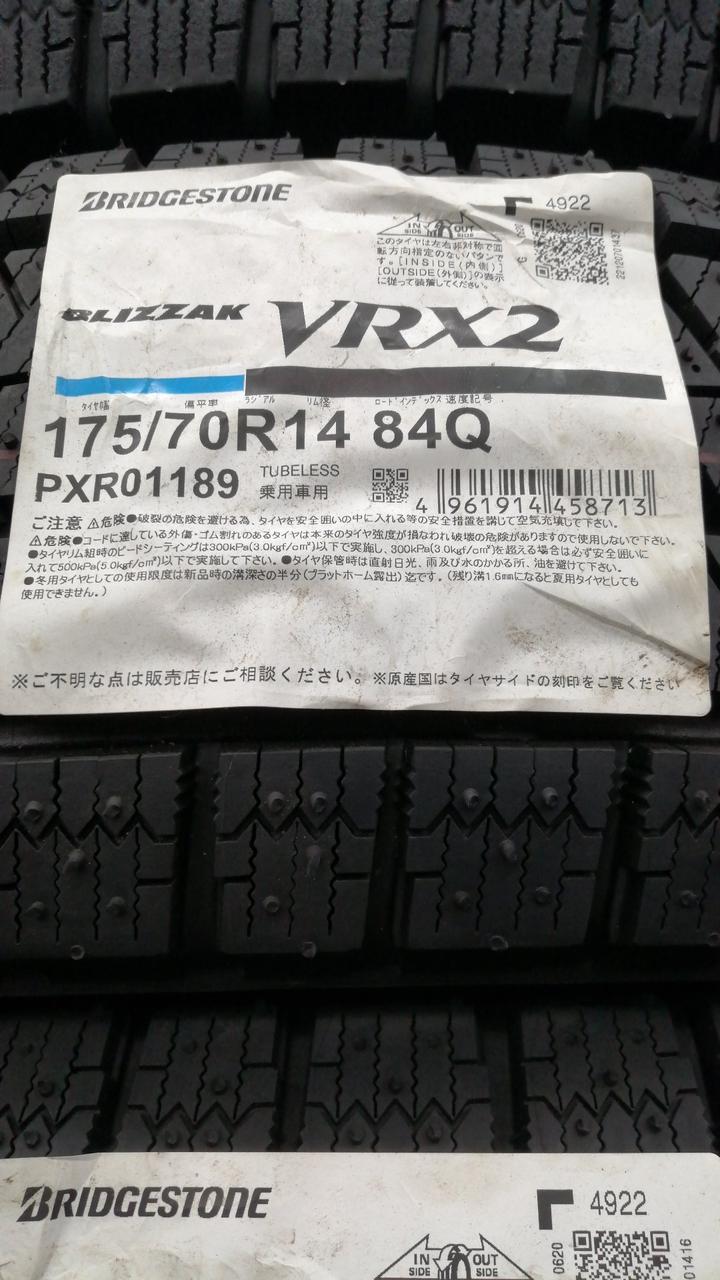 BRIDGESTONE
4922
IN SIDE OUT SIDE
このタイヤは左右非対称で回
転方向指定のないパタンで
す。[INSIDE(内側)]
[OUTSIDE(外側)]の表示
に従って装着してください。
BLIZZAK VRX2
タイヤ幅 偏平率 ラジアル リム径 ロードインデックス 速度記号
175/70R14 84Q
PXR01189
TUBELESS
乗用車用
4 961914 458713
ご注意 ⚠危険●破裂の危険を避ける為、タイヤを安全囲いの中に入れる等の安全措置を講じて空気充填して下さい。
⚠危険●コードに達している外傷・ゴム割れのあるタイヤは本来のタイヤ強度が損なわれ破壊の危険がありますので使用しないで下さい。
●タイヤリム組時のビードシーティングは300kPa(3.0kgf/cm²)以下で実施し、300kPa(3.0kgf/cm²)を超える場合は必ず安全囲いに
入れて500kPa(5.0kgf/cm²)以下で実施して下さい。●タイヤ保管時は直射日光、雨及び水のかかる所、油を避けて下さい。
●冬用タイヤとしての使用限度は新品時の溝深さの半分(プラットホーム露出)迄です。(残り溝1.6mmになると夏用タイヤとしても
使用できません。)
※ご不明な点は販売店にご相談ください。※原産国はタイヤサイドの刻印をご覧ください
BRIDGESTONE
4922
IN SIDE OUT SIDE
0620
01416